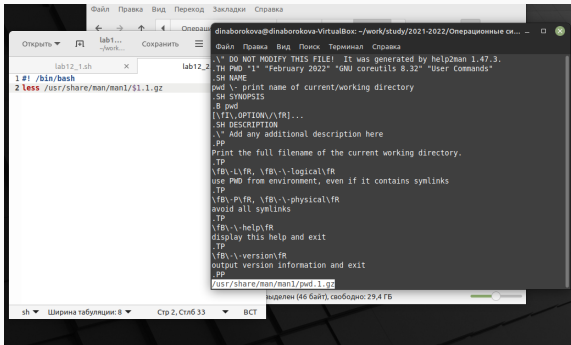 Файл Правка Вид Переход Закладки Справка
Операци
Открыть
lab1...
~/work...
Сохранить
lab12_1.sh
lab12_2
1 #! /bin/bash
2 less /usr/share/man/man1/$1.1.gz
sh Ширина табуляции: 8 Стр 2, Стлб 33 ВСТ
dinaborokova@dinaborokova-VirtualBox: ~/work/study/2021-2022/Операционные си...
Файл Правка Вид Поиск Терминал Справка
.\" DO NOT MODIFY THIS FILE! It was generated by help2man 1.47.3.
.TH PWD "1" "February 2022" "GNU coreutils 8.32" "User Commands"
.SH NAME
pwd \- print name of current/working directory
.SH SYNOPSIS
.B pwd
[\fI\,OPTION\/\fR]...
.SH DESCRIPTION
.\" Add any additional description here
.PP
Print the full filename of the current working directory.
.TP
\fB\-L\fR, \fB\-\-logical\fR
use PWD from environment, even if it contains symlinks
.TP
\fB\-P\fR, \fB\-\-physical\fR
avoid all symlinks
.TP
\fB\-\-help\fR
display this help and exit
.TP
\fB\-\-version\fR
output version information and exit
.PP
/usr/share/man/man1/pwd.1.gz
выделен (46 байт), свободно: 29,4 ГБ